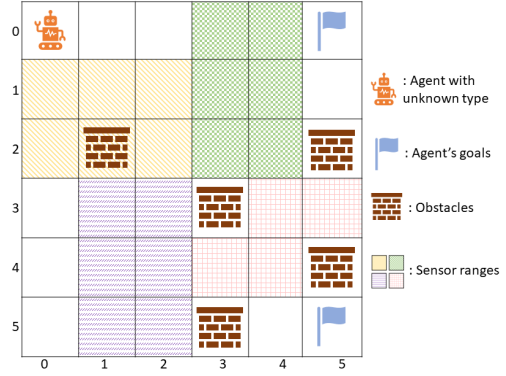 0
1
: Agent with
unknown type
2
: Agent's goals
3
: Obstacles
4
: Sensor ranges
5
0 1 2 3 4 5